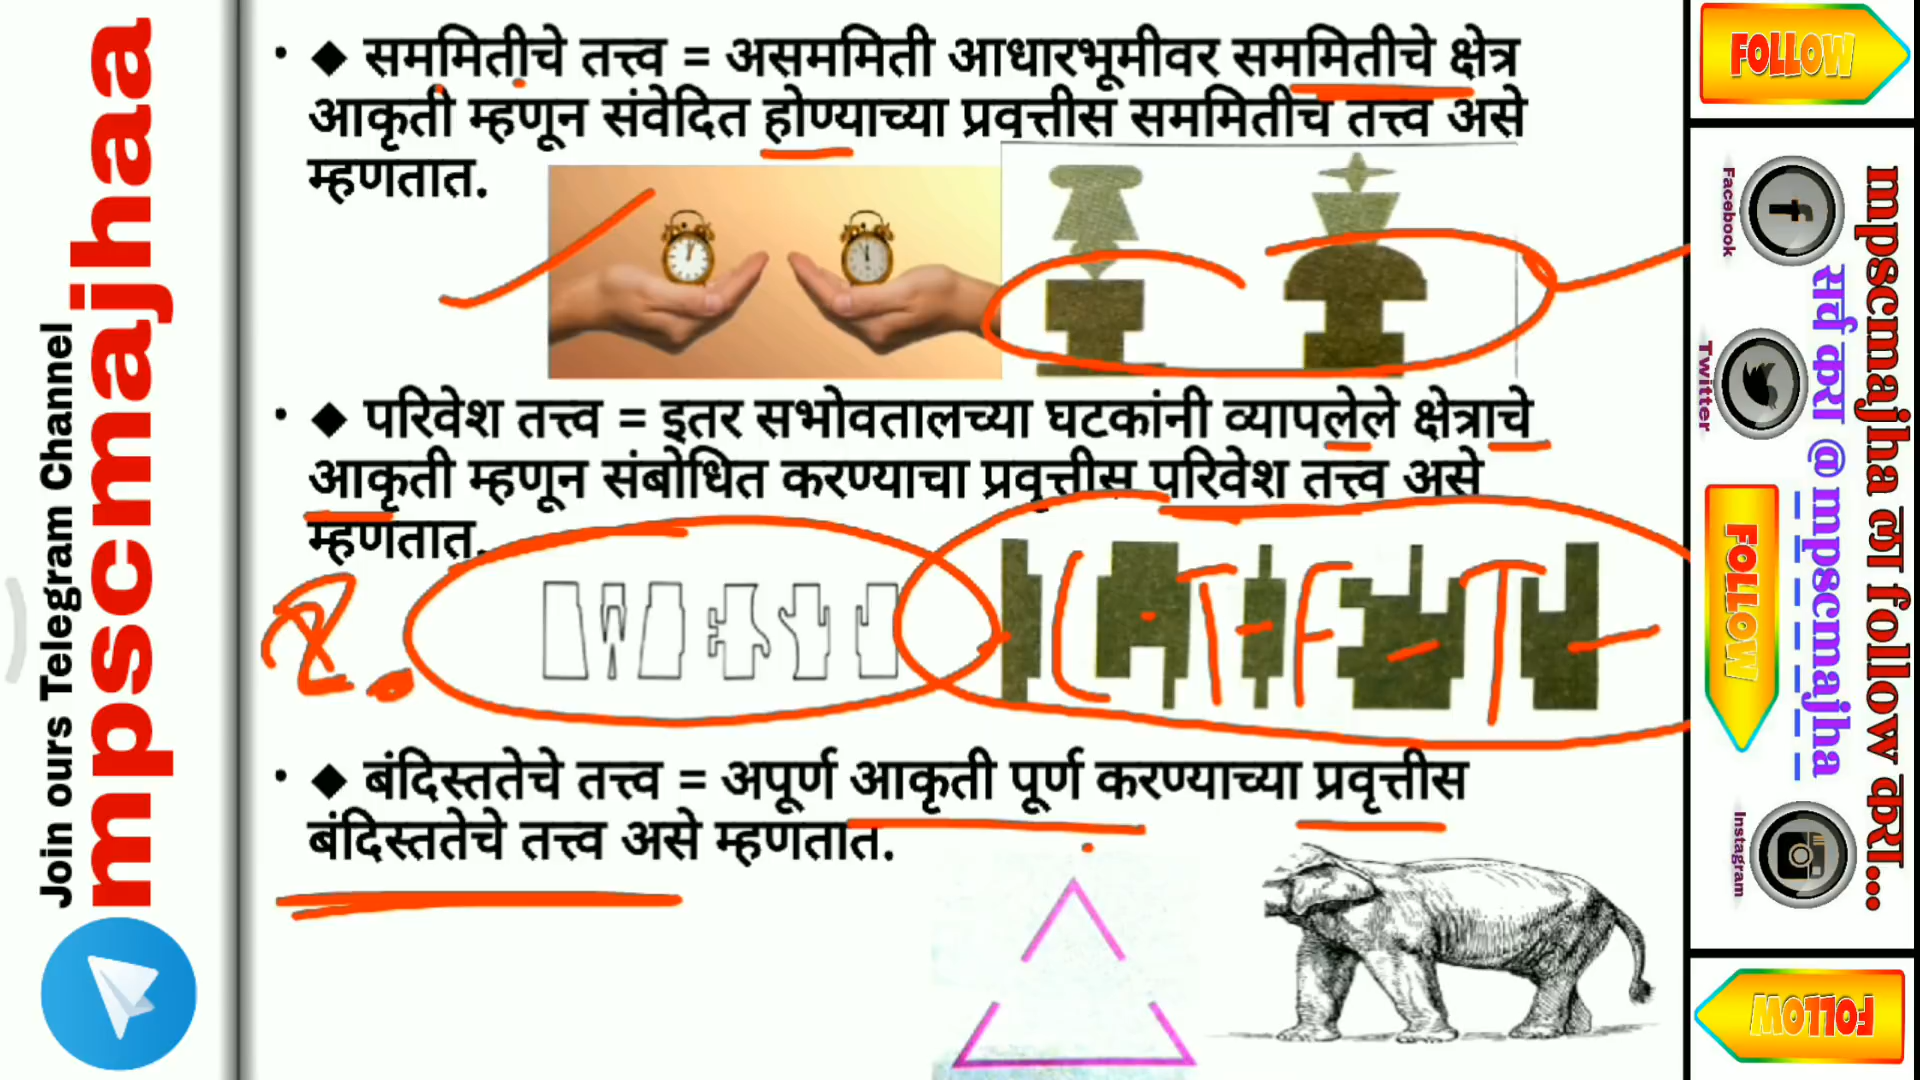 Join ours Telegram Channel
mpscmajhaa
• ◆ सममितीचे तत्त्व = असममिती आधारभूमीवर सममितीचे क्षेत्र
आकृती म्हणून संवेदित होण्याच्या प्रवृत्तीस सममितीचे तत्त्व असे
म्हणतात.
• ◆ परिवेश तत्त्व = इतर सभोवतालच्या घटकांनी व्यापलेले क्षेत्राचे
आकृती म्हणून संबोधित करण्याचा प्रवृत्तीस परिवेश तत्त्व असे
म्हणतात.
L T F T
• ◆ बंदिस्ततेचे तत्त्व = अपूर्ण आकृती पूर्ण करण्याच्या प्रवृत्तीस
बंदिस्ततेचे तत्त्व असे म्हणतात.
FOLLOW
Facebook
Twitter
Instagram
FOLLOW
सर्व करा @mpscmajha
mpscmajha ला follow करा...
FOLLOW